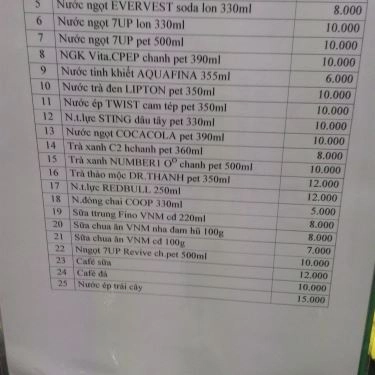 5 Nước ngọt EVERVEST soda lon 330ml 8.000
6 Nước ngọt 7UP lon 330ml 10.000
7 Nước ngọt 7UP pet 500ml 10.000
8 NGK Vita.CPEP chanh pet 390ml 10.000
9 Nước tinh khiết AQUAFINA 355ml 6.000
10 Nước trà đen LIPTON pet 350ml 10.000
11 Nước ép TWIST cam tép pet 350ml 10.000
12 N.t.lực STING dâu tây pet 330ml 10.000
13 Nước ngọt COCACOLA pet 390ml 10.000
14 Trà xanh C2 hchanh pet 360ml 8.000
15 Trà xanh NUMBER1 O° chanh pet 500ml 10.000
16 Trà thảo mộc DR.THANH pet 350ml 12.000
17 N.t.lực REDBULL 250ml 12.000
18 N.đóng chai COOP 330ml 5.000
19 Sữa ttrung Fino VNM cđ 220ml 8.000
20 Sữa chua ăn VNM nha đam hũ 100g 8.000
21 Sữa chua ăn VNM cđ 100g 7.000
22 Nngọt 7UP Revive ch.pet 500ml 10.000
23 Café sữa 12.000
24 Café đá 10.000
25 Nước ép trái cây 15.000